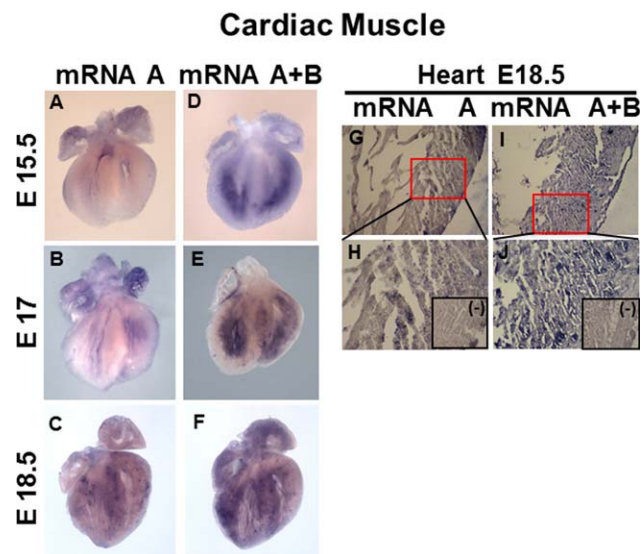 Cardiac Muscle
mRNA A mRNA A+B
A D
E 15.5
B E
E 17
C F
E 18.5
Heart E18.5
mRNA A mRNA A+B
G I
H J
(-) (-)